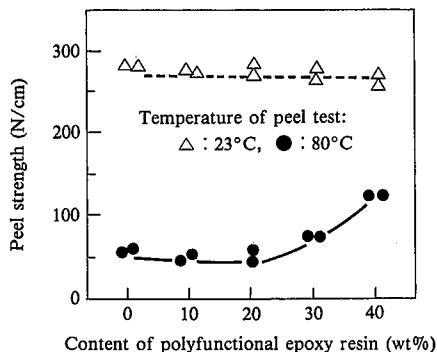 Peel strength (N/cm)
300
200
100
0
Temperature of peel test:
△ : 23°C, ● : 80°C
0 10 20 30 40
Content of polyfunctional epoxy resin (wt%)